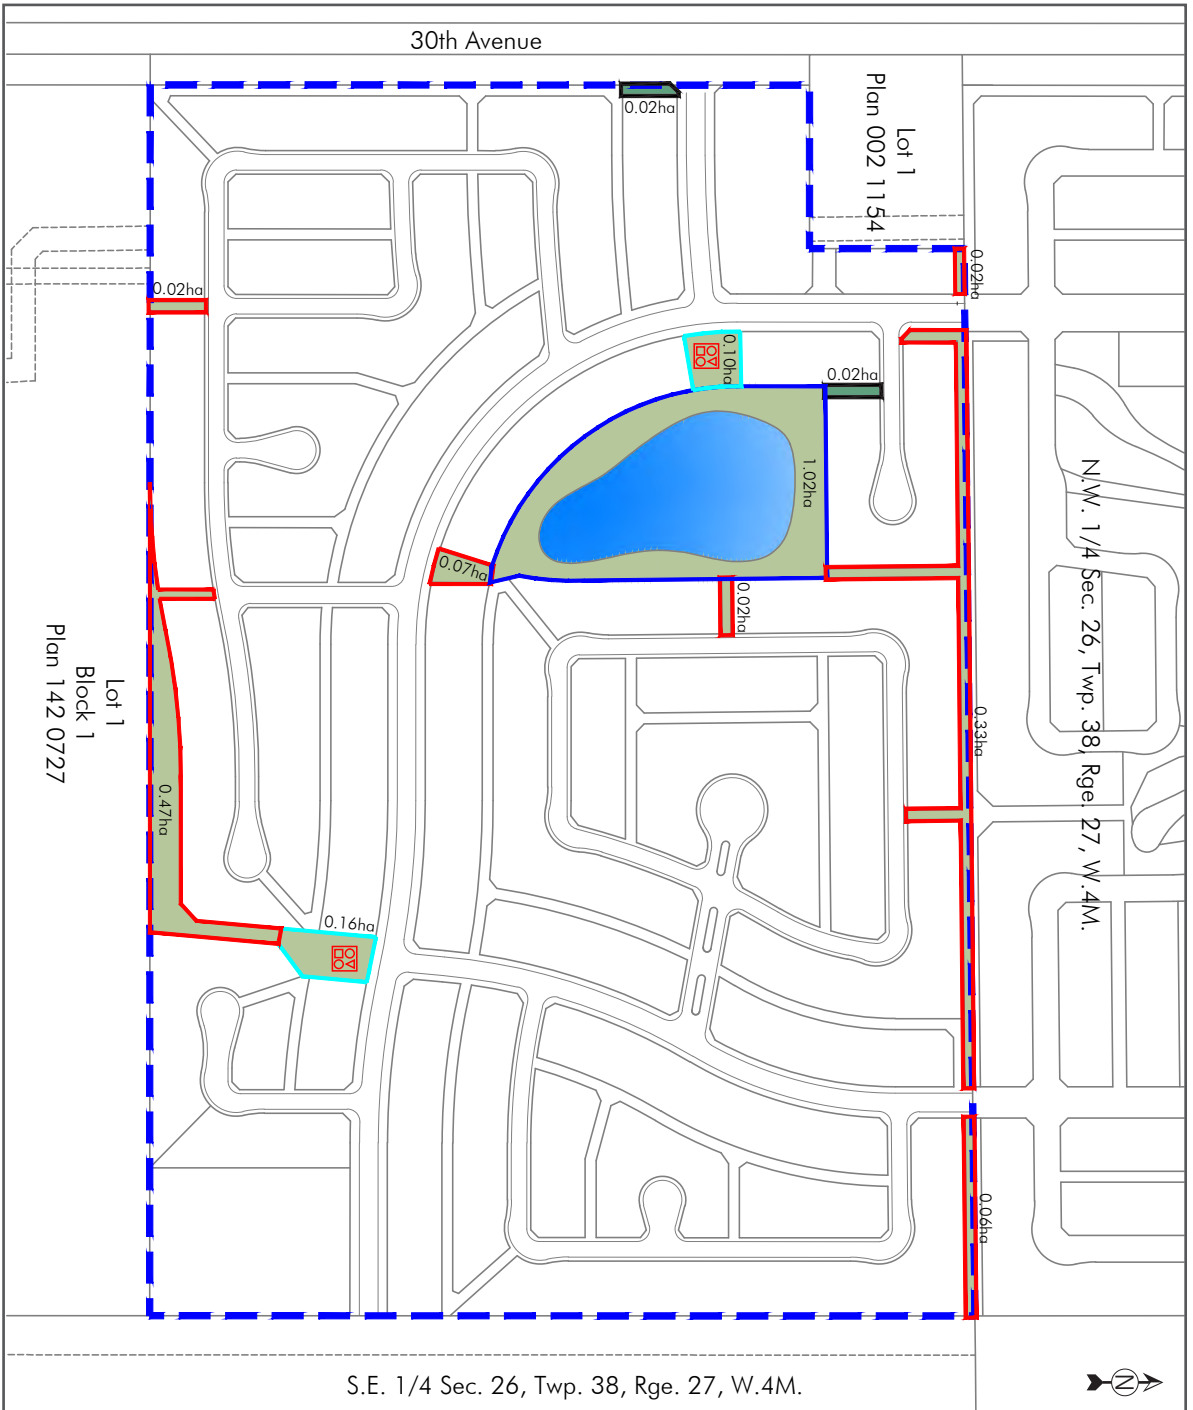 30th Avenue
0.02ha
Lot 1
Plan 002 1154
0.02ha
0.02ha
0.10ha
0.02ha
1.02ha
N.W. 1/4 Sec. 26, Twp. 38, Rge. 27, W.4M.
0.07ha
0.02ha
Lot 1
Block 1
Plan 142 0727
0.33ha
0.47ha
0.16ha
0.06ha
S.E. 1/4 Sec. 26, Twp. 38, Rge. 27, W.4M.
N